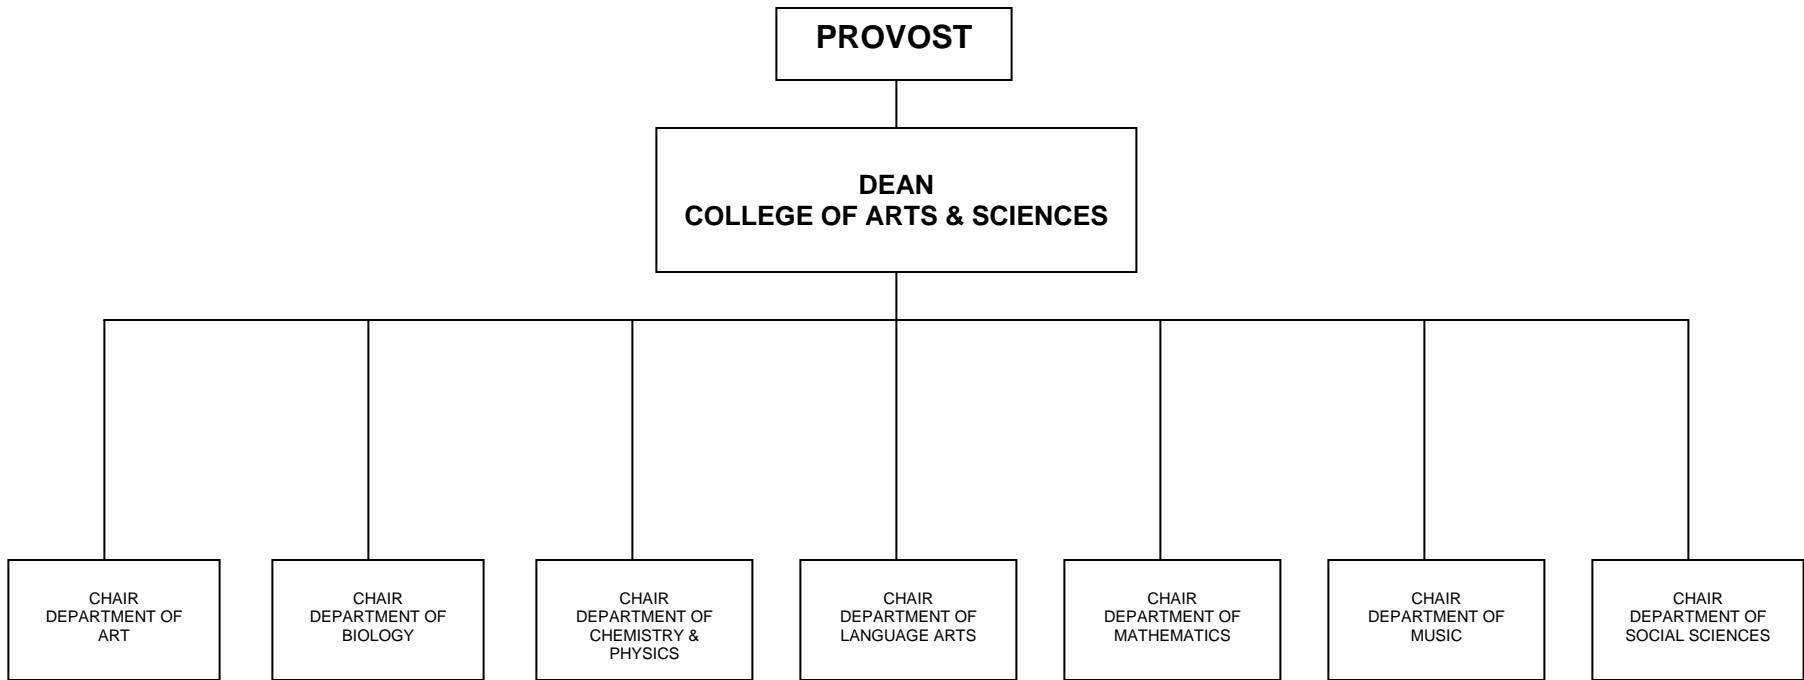 PROVOST
DEAN
COLLEGE OF ARTS & SCIENCES
CHAIR
DEPARTMENT OF
ART
CHAIR
DEPARTMENT OF
BIOLOGY
CHAIR
DEPARTMENT OF
CHEMISTRY &
PHYSICS
CHAIR
DEPARTMENT OF
LANGUAGE ARTS
CHAIR
DEPARTMENT OF
MATHEMATICS
CHAIR
DEPARTMENT OF
MUSIC
CHAIR
DEPARTMENT OF
SOCIAL SCIENCES